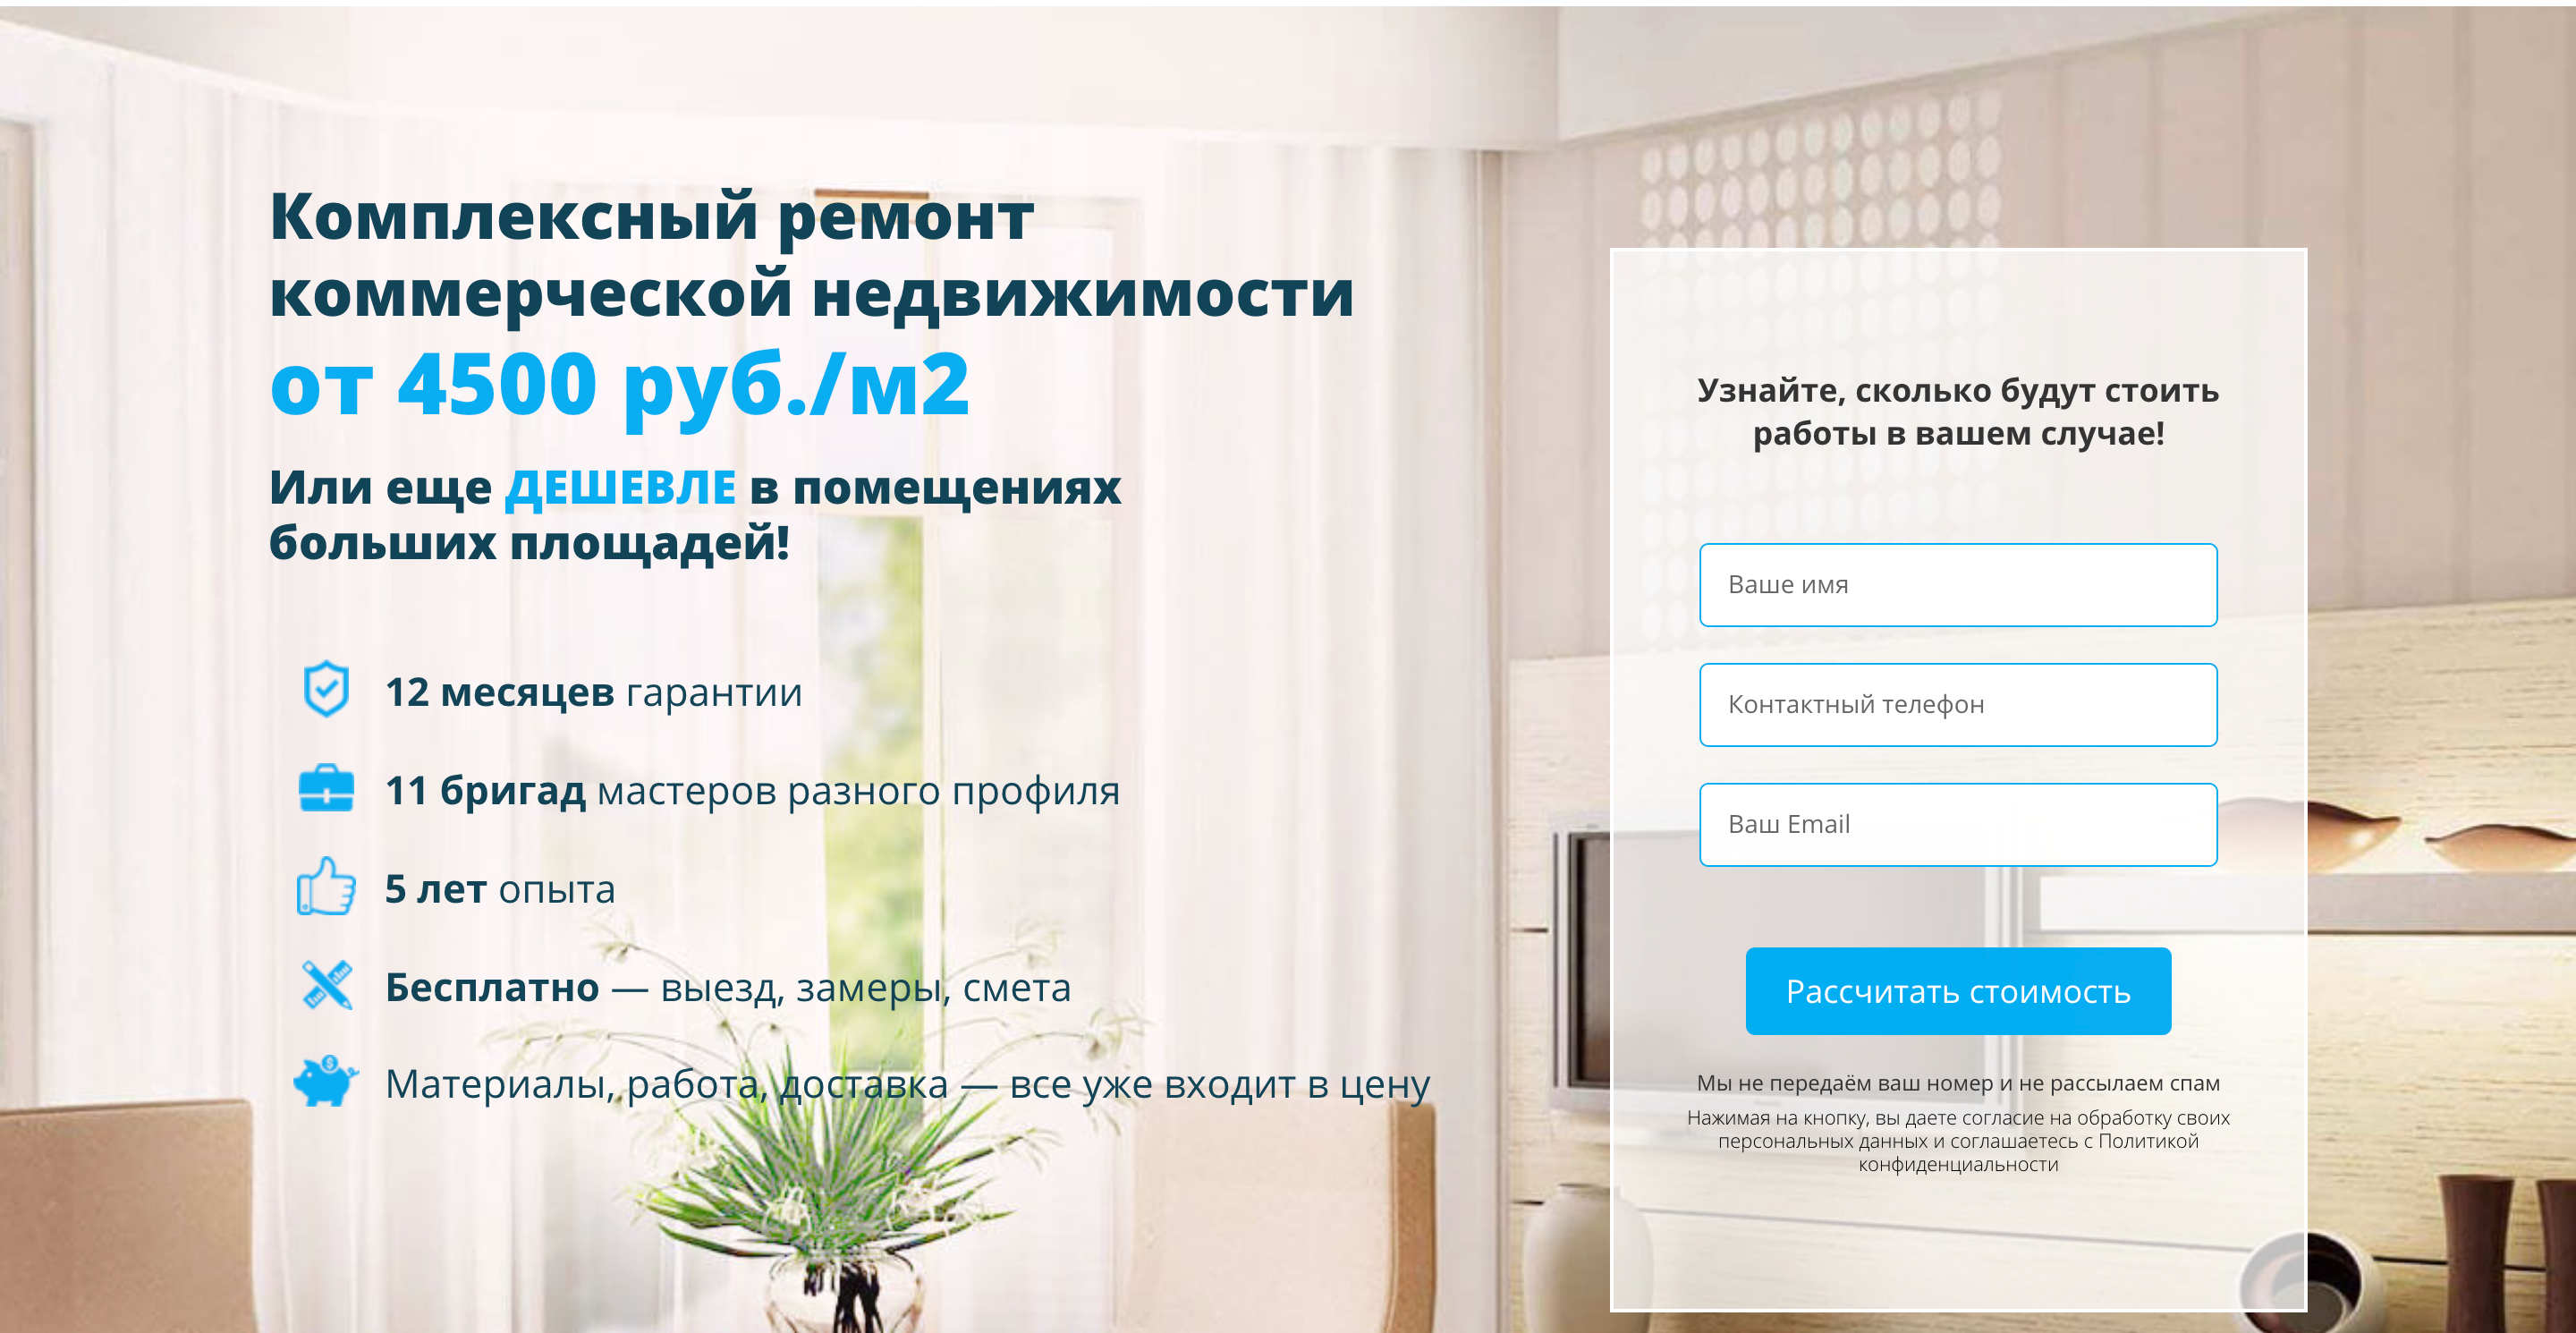 Комплексный ремонт
коммерческой недвижимости
от 4500 руб./м2
Или еще ДЕШЕВЛЕ в помещениях
больших площадей!
12 месяцев гарантии
11 бригад мастеров разного профиля
5 лет опыта
Бесплатно — выезд, замеры, смета
Материалы, работа, доставка — все уже входит в цену
Узнайте, сколько будут стоить
работы в вашем случае!
Ваше имя
Контактный телефон
Ваш Email
Рассчитать стоимость
Мы не передаём ваш номер и не рассылаем спам
Нажимая на кнопку, вы даете согласие на обработку своих
персональных данных и соглашаетесь с Политикой
конфиденциальности